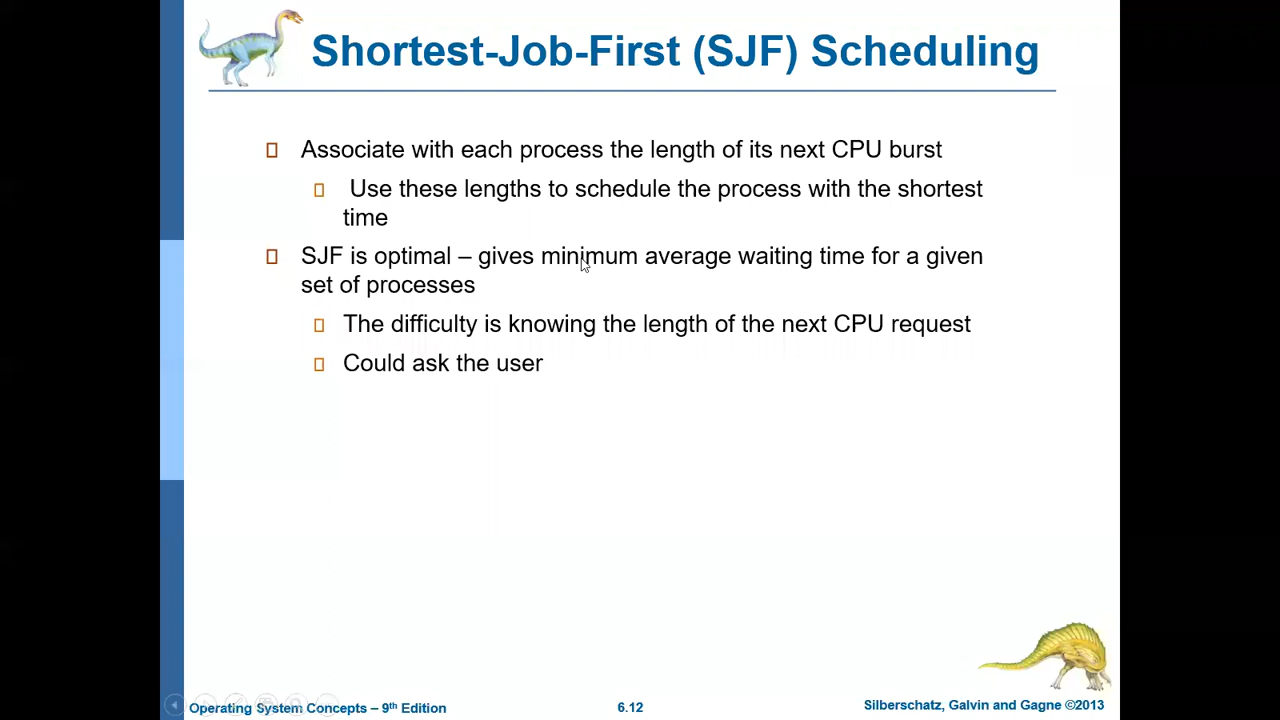 Shortest-Job-First (SJF) Scheduling
Associate with each process the length of its next CPU burst
Use these lengths to schedule the process with the shortest
time
SJF is optimal – gives minimum average waiting time for a given
set of processes
The difficulty is knowing the length of the next CPU request
Could ask the user
Operating System Concepts – 9th Edition
6.12
Silberschatz, Galvin and Gagne ©2013